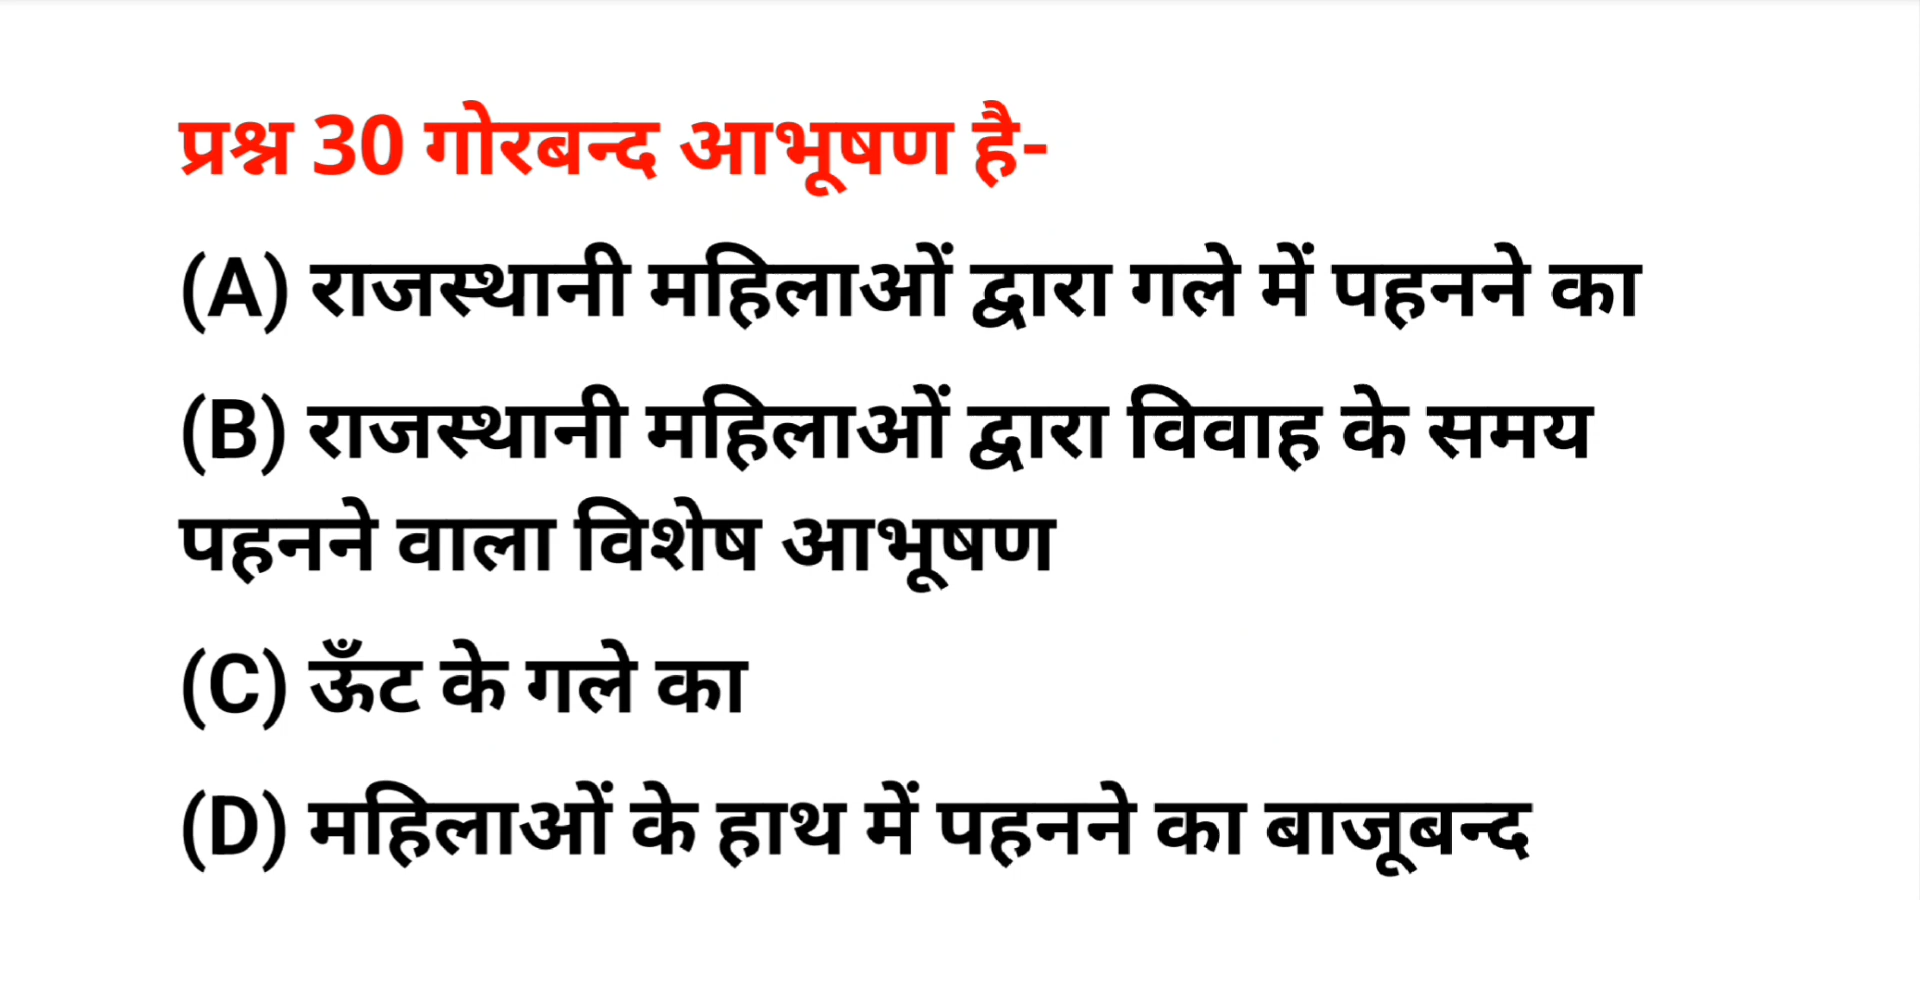 प्रश्न 30 गोरबन्द आभूषण है-
(A) राजस्थानी महिलाओं द्वारा गले में पहनने का
(B) राजस्थानी महिलाओं द्वारा विवाह के समय
पहनने वाला विशेष आभूषण
(C) ऊँट के गले का
(D) महिलाओं के हाथ में पहनने का बाजूबन्द